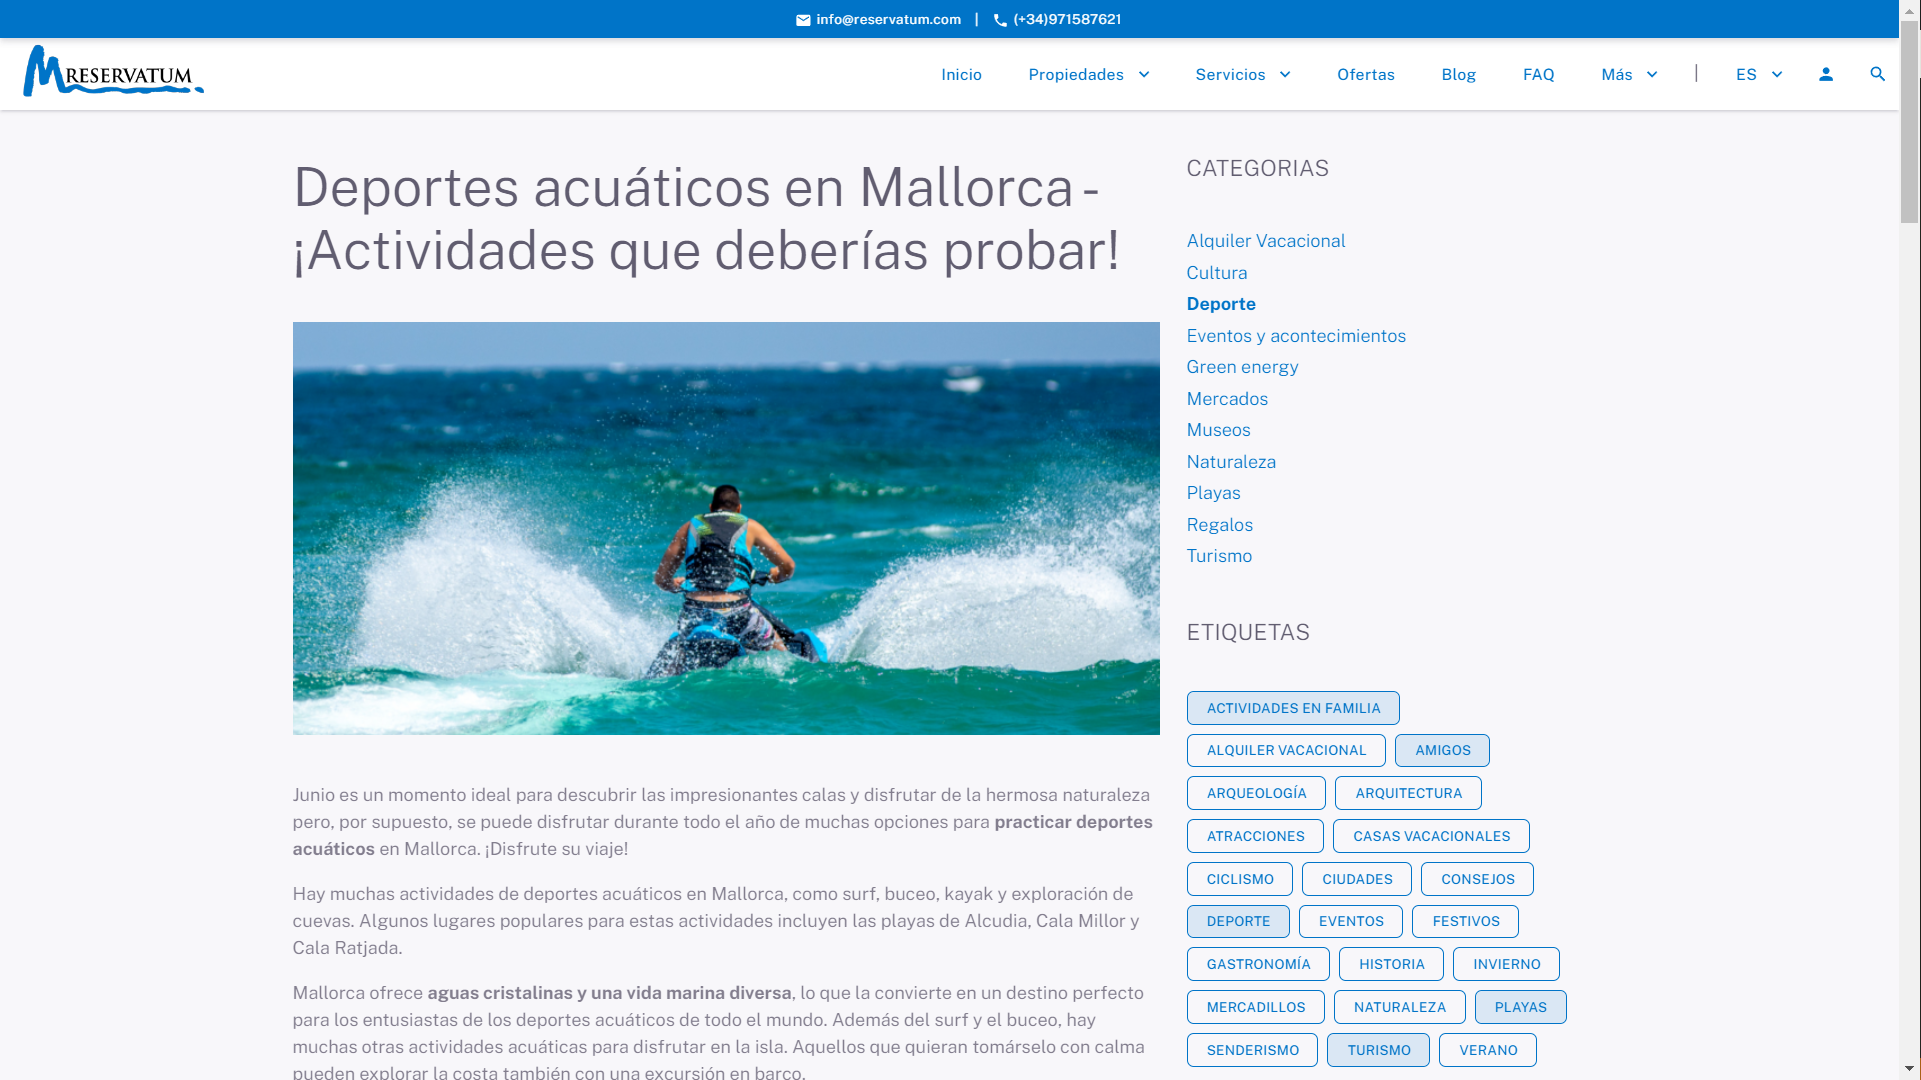 info@reservatum.com | (+34)971587621
RESERVATUM
Inicio Propiedades Servicios Ofertas Blog FAQ Más | ES
Deportes acuáticos en Mallorca -
¡Actividades que deberías probar!
Junio es un momento ideal para descubrir las impresionantes calas y disfrutar de la hermosa naturaleza
pero, por supuesto, se puede disfrutar durante todo el año de muchas opciones para practicar deportes
acuáticos en Mallorca. ¡Disfrute su viaje!
Hay muchas actividades de deportes acuáticos en Mallorca, como surf, buceo, kayak y exploración de
cuevas. Algunos lugares populares para estas actividades incluyen las playas de Alcudia, Cala Millor y
Cala Ratjada.
Mallorca ofrece aguas cristalinas y una vida marina diversa, lo que la convierte en un destino perfecto
para los entusiastas de los deportes acuáticos de todo el mundo. Además del surf y el buceo, hay
muchas otras actividades acuáticas para disfrutar en la isla. Aquellos que quieran tomárselo con calma
pueden explorar la costa también con una excursión en barco.
CATEGORIAS
Alquiler Vacacional
Cultura
Deporte
Eventos y acontecimientos
Green energy
Mercados
Museos
Naturaleza
Playas
Regalos
Turismo
ETIQUETAS
ACTIVIDADES EN FAMILIA
ALQUILER VACACIONAL AMIGOS
ARQUEOLOGÍA ARQUITECTURA
ATRACCIONES CASAS VACACIONALES
CICLISMO CIUDADES CONSEJOS
DEPORTE EVENTOS FESTIVOS
GASTRONOMÍA HISTORIA INVIERNO
MERCADILLOS NATURALEZA PLAYAS
SENDERISMO TURISMO VERANO